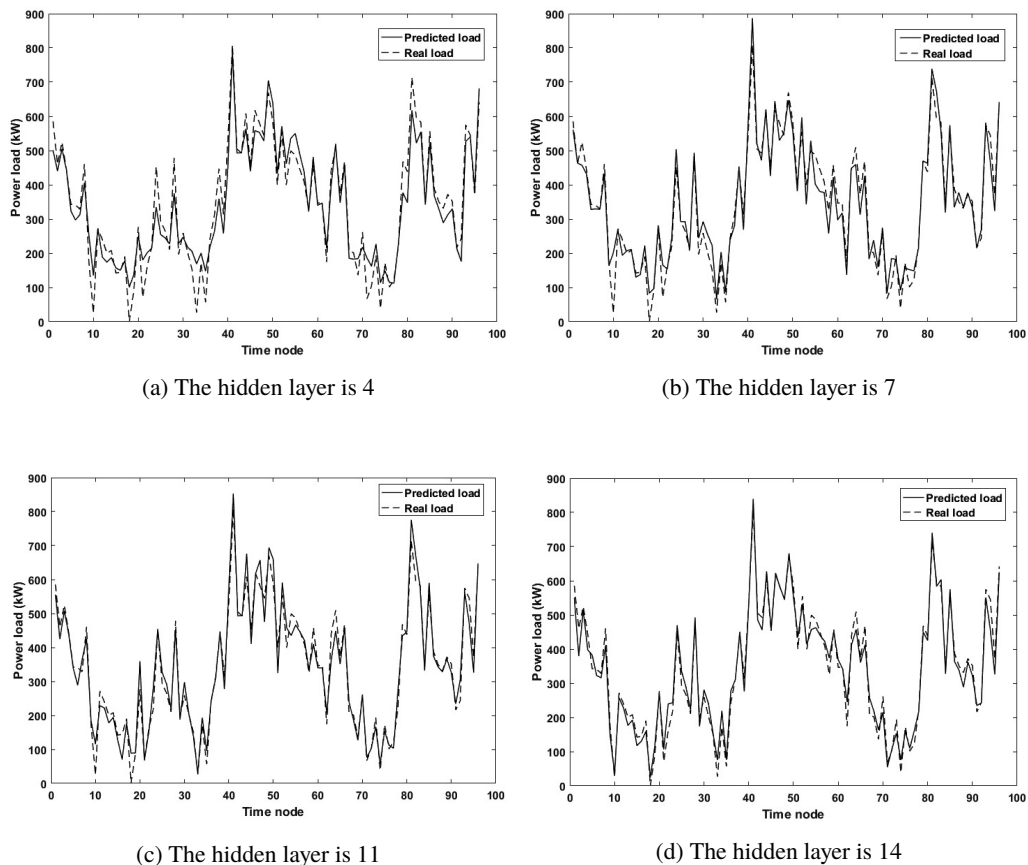 900
800
700
600
500
400
300
200
100
0
Power load (kW)
0 10 20 30 40 50 60 70 80 90 100
Time node
Predicted load
Real load
(a) The hidden layer is 4
900
800
700
600
500
400
300
200
100
0
Power load (kW)
0 10 20 30 40 50 60 70 80 90 100
Time node
Predicted load
Real load
(b) The hidden layer is 7
900
800
700
600
500
400
300
200
100
0
Power load (kW)
0 10 20 30 40 50 60 70 80 90 100
Time node
Predicted load
Real load
(c) The hidden layer is 11
900
800
700
600
500
400
300
200
100
0
Power load (kW)
0 10 20 30 40 50 60 70 80 90 100
Time node
Predicted load
Real load
(d) The hidden layer is 14